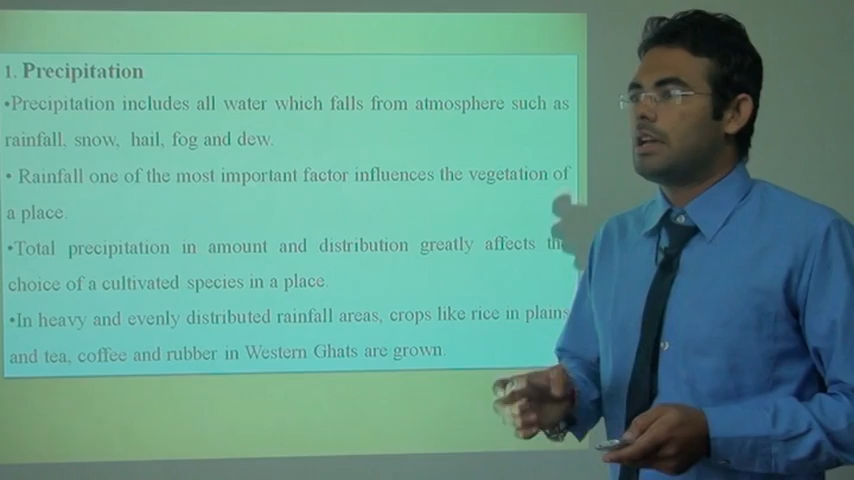 1. Precipitation
•Precipitation includes all water which falls from atmosphere such as
rainfall, snow, hail, fog and dew.
• Rainfall one of the most important factor influences the vegetation of
a place.
•Total precipitation in amount and distribution greatly affects the
choice of a cultivated species in a place.
•In heavy and evenly distributed rainfall areas, crops like rice in plains
and tea, coffee and rubber in Western Ghats are grown.